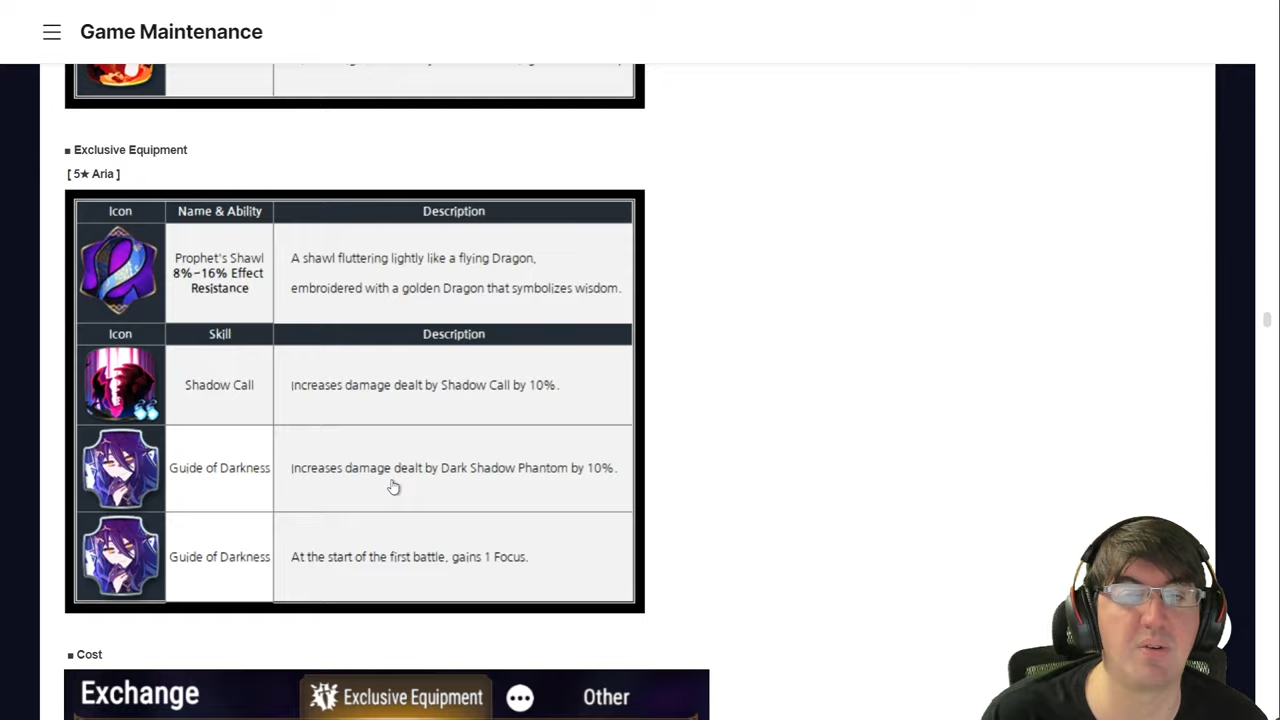 Game Maintenance
■ Exclusive Equipment
[ 5★ Aria ]
Icon Name & Ability Description
Prophet's Shawl
8%~16% Effect
Resistance
A shawl fluttering lightly like a flying Dragon,
embroidered with a golden Dragon that symbolizes wisdom.
Icon Skill Description
Shadow Call Increases damage dealt by Shadow Call by 10%.
Guide of Darkness Increases damage dealt by Dark Shadow Phantom by 10%.
Guide of Darkness At the start of the first battle, gains 1 Focus.
■ Cost
Exchange Exclusive Equipment Other